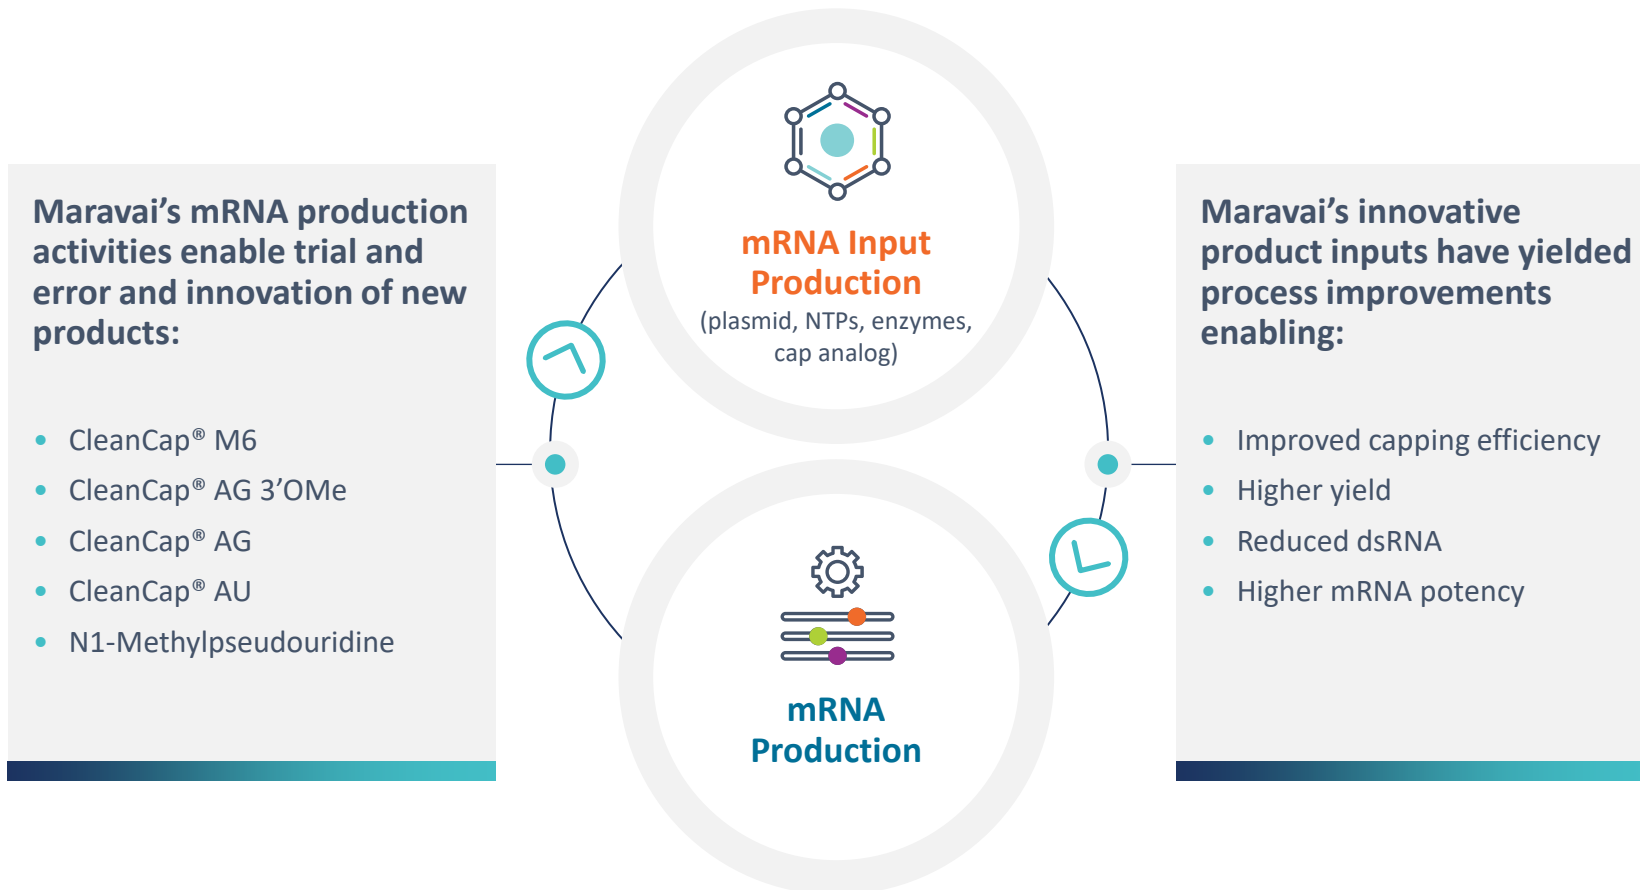 Maravai’s mRNA production
activities enable trial and
error and innovation of new
products:
• CleanCap® M6
• CleanCap® AG 3’OMe
• CleanCap® AG
• CleanCap® AU
• N1-Methylpseudouridine
mRNA Input
Production
(plasmid, NTPs, enzymes,
cap analog)
mRNA
Production
Maravai’s innovative
product inputs have yielded
process improvements
enabling:
• Improved capping efficiency
• Higher yield
• Reduced dsRNA
• Higher mRNA potency